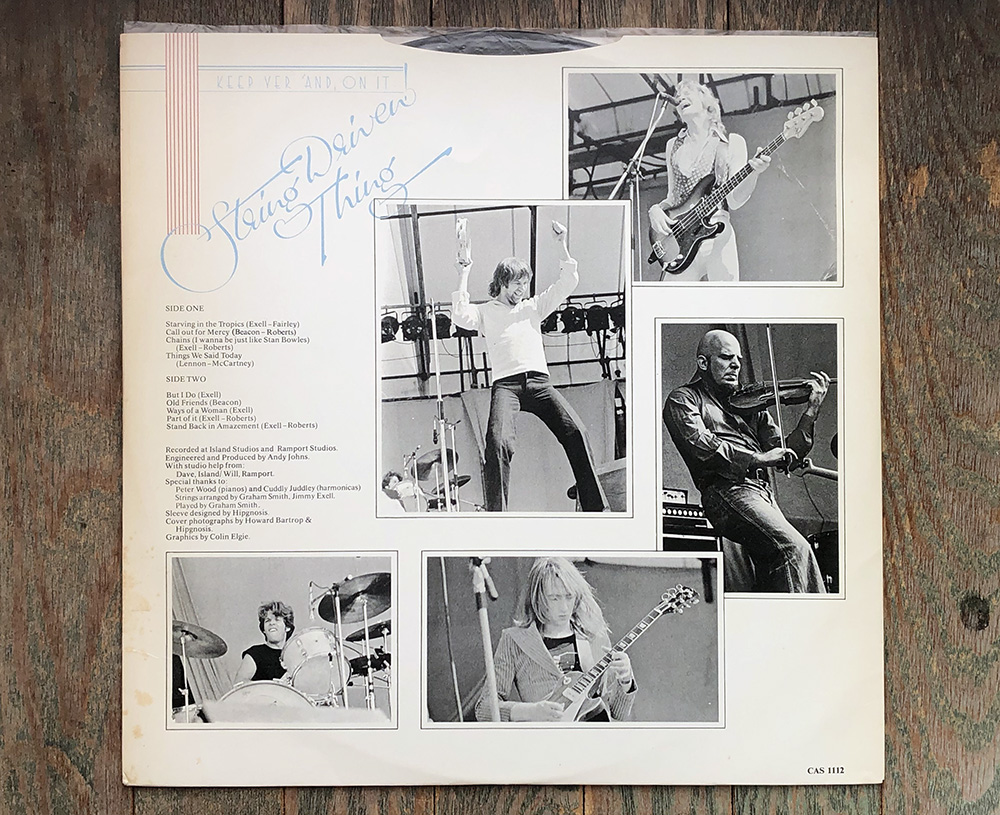 KEEP YER 'AND ON IT
String Driven
Thing
SIDE ONE
Starving in the Tropics (Exell–Fairley)
Call out for Mercy (Beacon–Roberts)
Chains (I wanna be just like Stan Bowles)
(Exell–Roberts)
Things We Said Today
(Lennon–McCartney)
SIDE TWO
But I Do (Exell)
Old Friends (Beacon)
Ways of a Woman (Exell)
Part of it (Exell–Roberts)
Stand Back in Amazement (Exell–Roberts)
Recorded at Island Studios and Ramport Studios.
Engineered and Produced by Andy Johns.
With studio help from:
Dave, Island/ Will, Ramport.
Special thanks to:
Peter Wood (pianos) and Cuddly Juddley (harmonicas)
Strings arranged by Graham Smith, Jimmy Exell.
Played by Graham Smith.
Sleeve designed by Hipgnosis.
Cover photographs by Howard Bartrop &
Hipgnosis.
Graphics by Colin Elgie.
CAS 1112